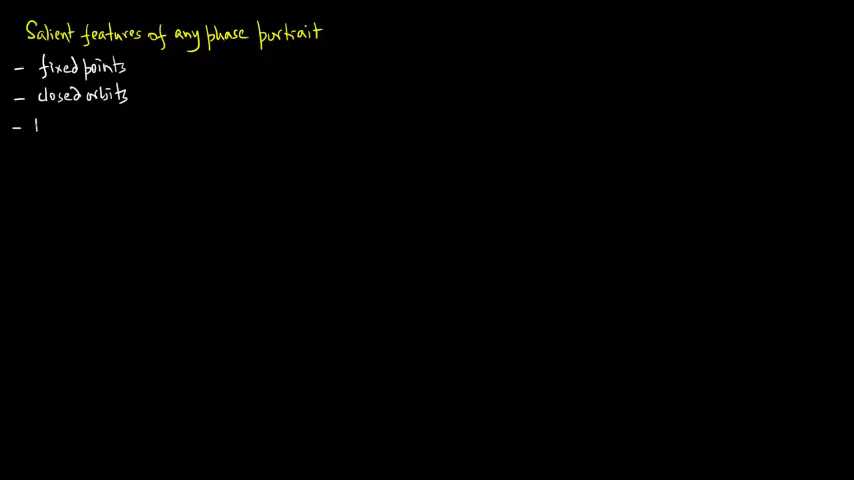 Salient features of any phase portrait
- fixed points
- closed orbits
-